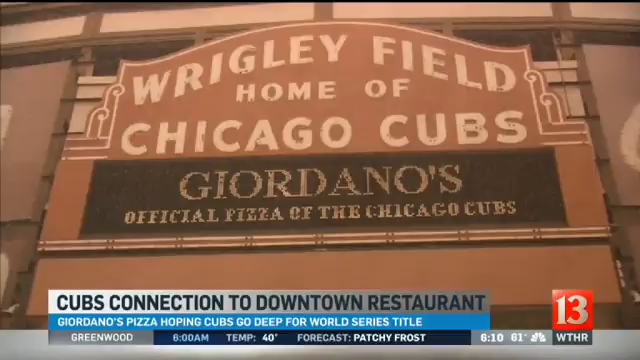 WRIGLEY FIELD
HOME OF
CHICAGO CUBS
GIORDANO'S
OFFICIAL PIZZA OF THE CHICAGO CUBS
CUBS CONNECTION TO DOWNTOWN RESTAURANT
GIORDANO'S PIZZA HOPING CUBS GO DEEP FOR WORLD SERIES TITLE
13
GREENWOOD 6:00AM TEMP: 40° FORECAST: PATCHY FROST 6:10 61° WTHR